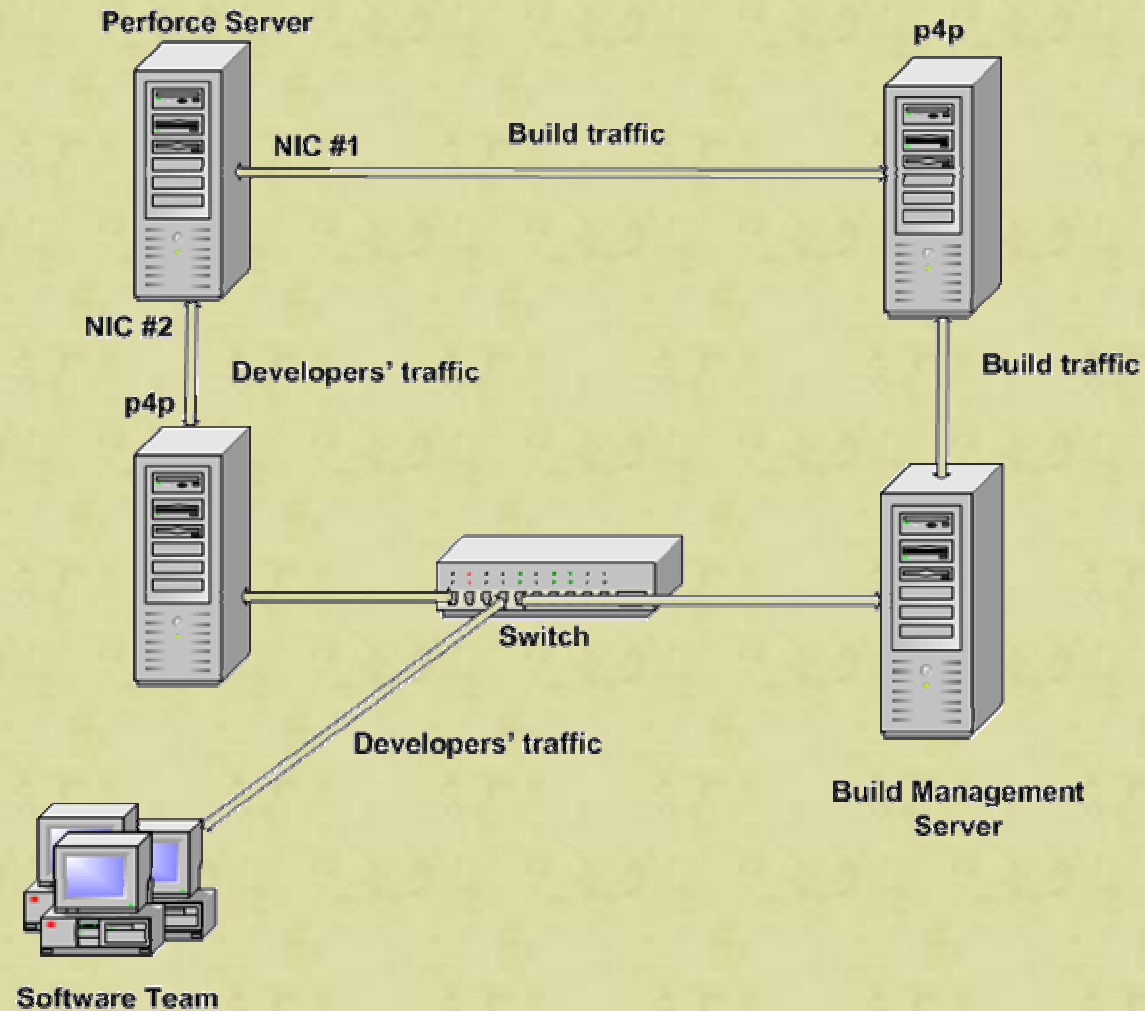 Perforce Server
p4p
NIC #1
Build traffic
NIC #2
Developers’ traffic
Build traffic
p4p
Switch
Developers’ traffic
Build Management
Server
Software Team